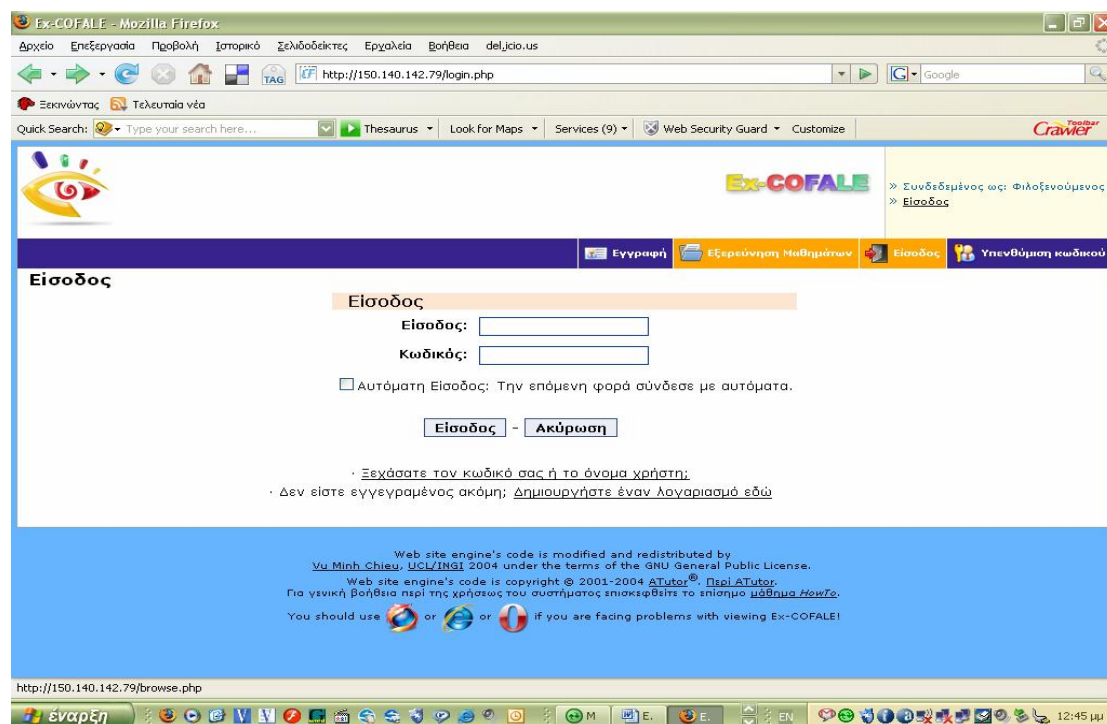 Ex-COFALE - Mozilla Firefox
Αρχείο Επεξεργασία Προβολή Ιστορικό Σελιδοδείκτες Εργαλεία Βοήθεια del.icio.us
TAG http://150.140.142.79/login.php Google
Ξεκινώντας Τελευταία νέα
Quick Search: Type your search here... Thesaurus Look for Maps Services (9) Web Security Guard Customize Crawler Toolbar
Ex-COFALE
» Συνδεδεμένος ως: Φιλοξενούμενος
» Είσοδος
Εγγραφή Εξερεύνηση Μαθημάτων Είσοδος Υπενθύμιση κωδικού
Είσοδος
Είσοδος
Είσοδος:
Κωδικός:
Αυτόματη Είσοδος: Την επόμενη φορά σύνδεσε με αυτόματα.
Είσοδος - Ακύρωση
· Ξεχάσατε τον κωδικό σας ή το όνομα χρήστη;
· Δεν είστε εγγεγραμένος ακόμη; Δημιουργήστε έναν λογαριασμό εδώ
Web site engine's code is modified and redistributed by
Vu Minh Chieu, UCL/INGI 2004 under the terms of the GNU General Public License.
Web site engine's code is copyright © 2001-2004 ATutor®. Περί ATutor.
Για γενική βοήθεια περί της χρήσεως του συστήματος επισκεφθείτε το επίσημο μάθημα HowTo.
You should use or or if you are facing problems with viewing Ex-COFALE!
http://150.140.142.79/browse.php
έναρξη M E. E. EN 12:45 μμ